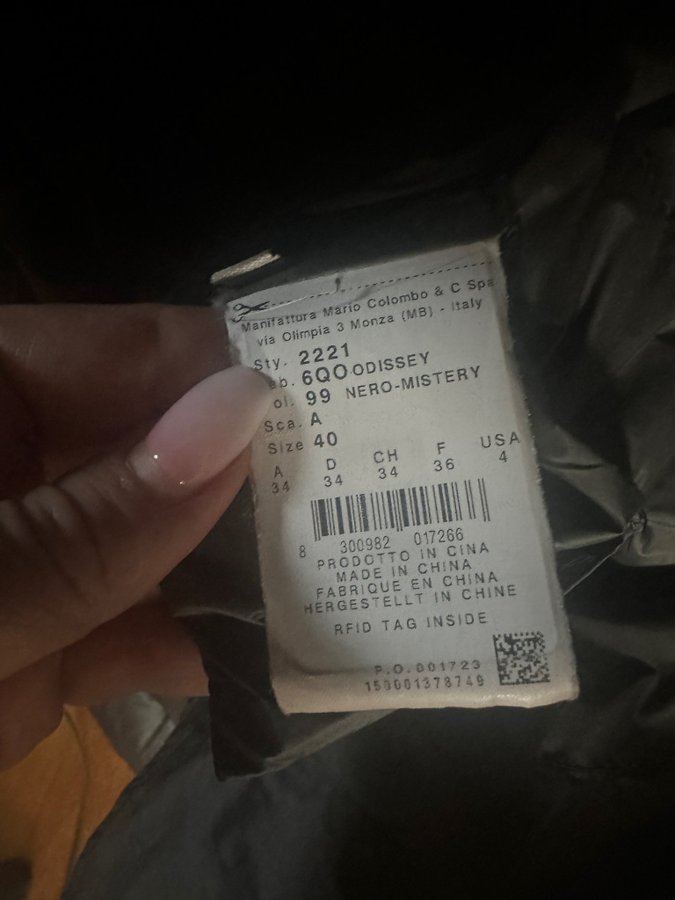 Manifattura Mario Colombo & C Spa
via Olimpia 3 Monza (MB) - Italy
Sty. 2221
6QO ODISSEY
99 NERO-MISTERY
Sca. A
Size 40
A D CH F USA
34 34 34 36 4
8 300982 017266
PRODOTTO IN CINA
MADE IN CHINA
FABRIQUE EN CHINA
HERGESTELLT IN CHINE
RFID TAG INSIDE
P.O. 001723
159001378749